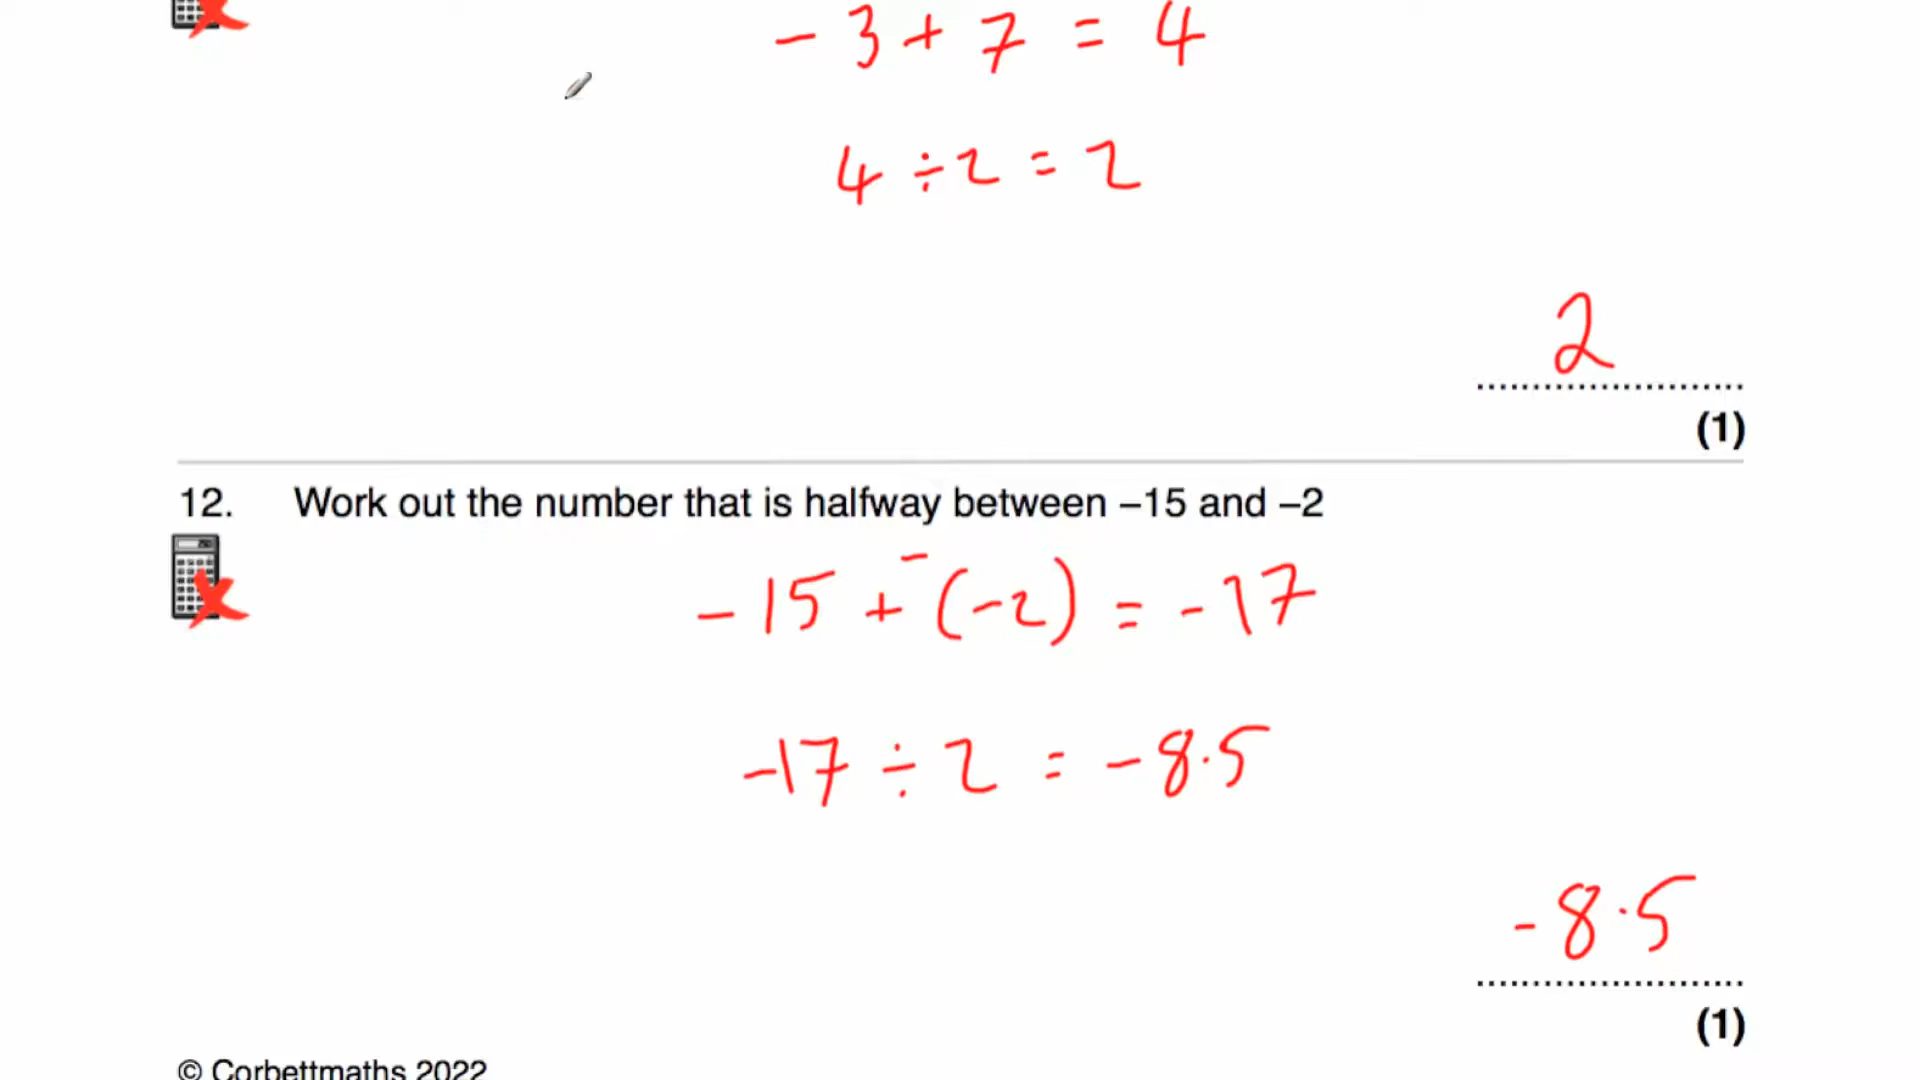 -3 + 7 = 4
4 ÷ 2 = 2
2
(1)
12. Work out the number that is halfway between –15 and –2
-15 + (-2) = -17
-17 ÷ 2 = -8.5
-8.5
(1)
© Corbettmaths 2022